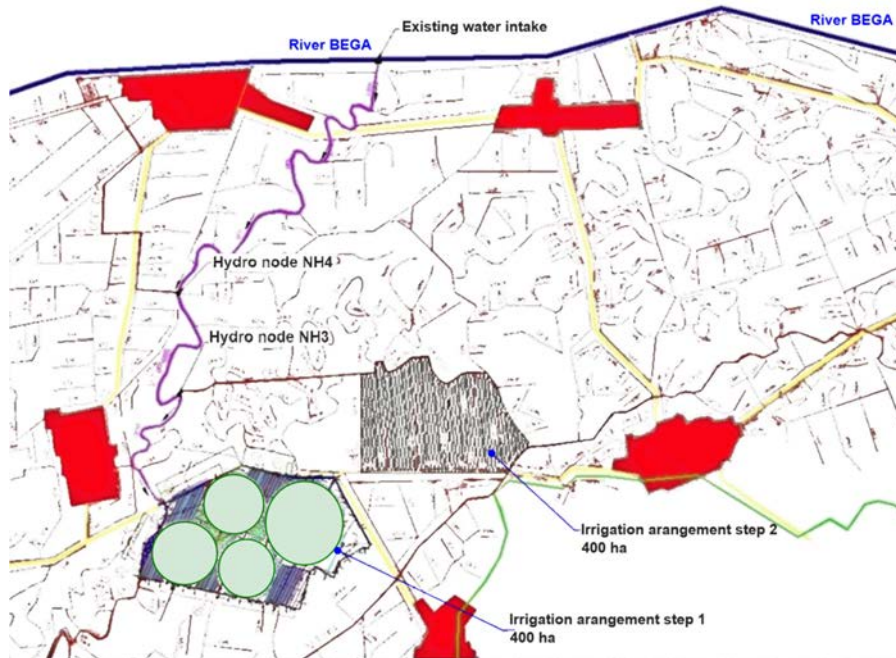 River BEGA
Existing water intake
River BEGA
Hydro node NH4
Hydro node NH3
Irrigation arangement step 2
400 ha
Irrigation arangement step 1
400 ha